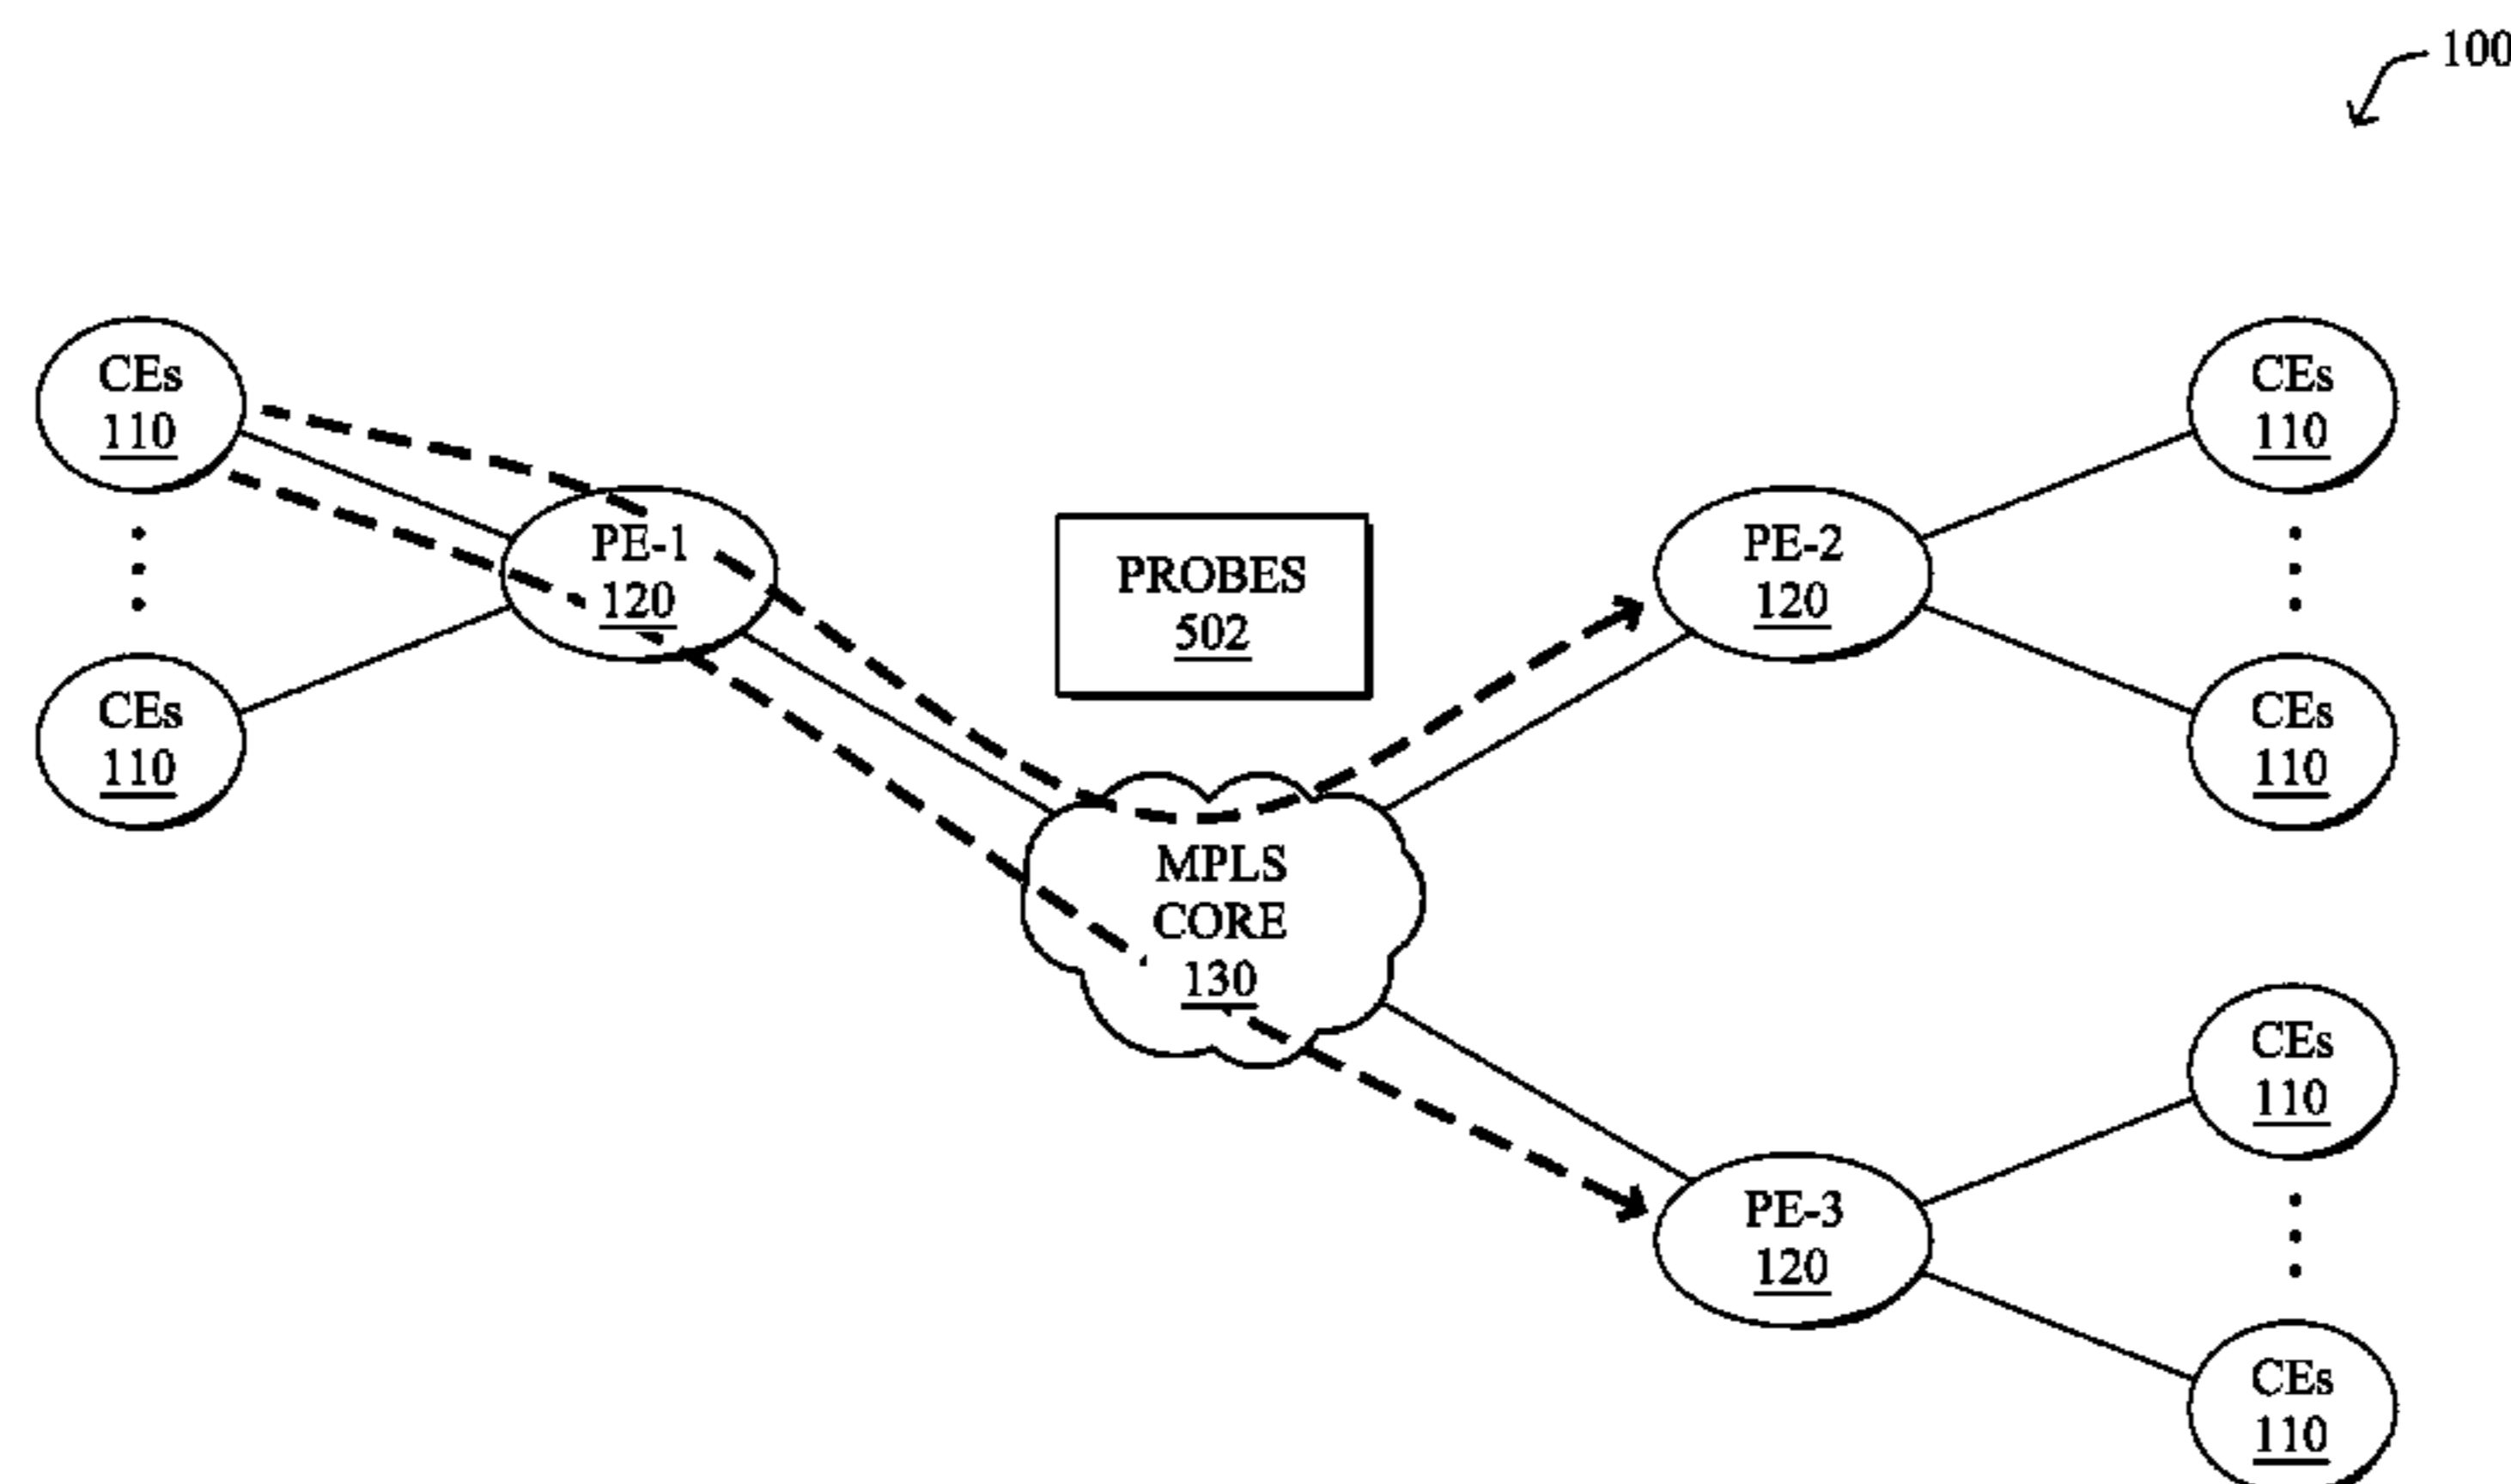 100
CEs
110
CEs
110
PE-1
120
PROBES
502
PE-2
120
CEs
110
CEs
110
MPLS
CORE
130
CEs
110
PE-3
120
CEs
110